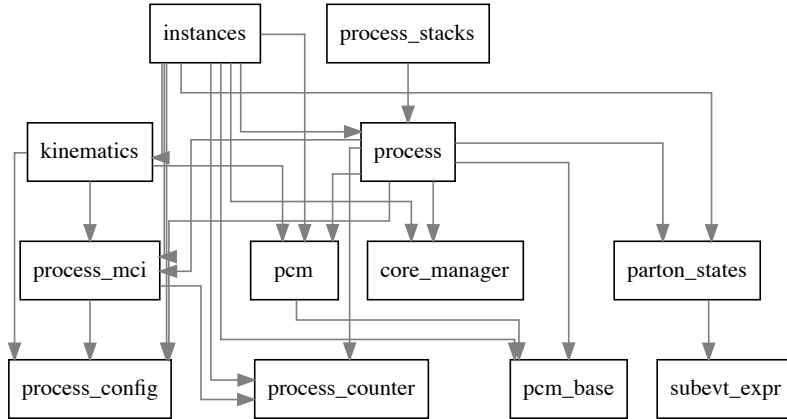 instances
process_stacks
kinematics
process
process_mci
pcm
core_manager
parton_states
process_config
process_counter
pcm_base
subevt_expr